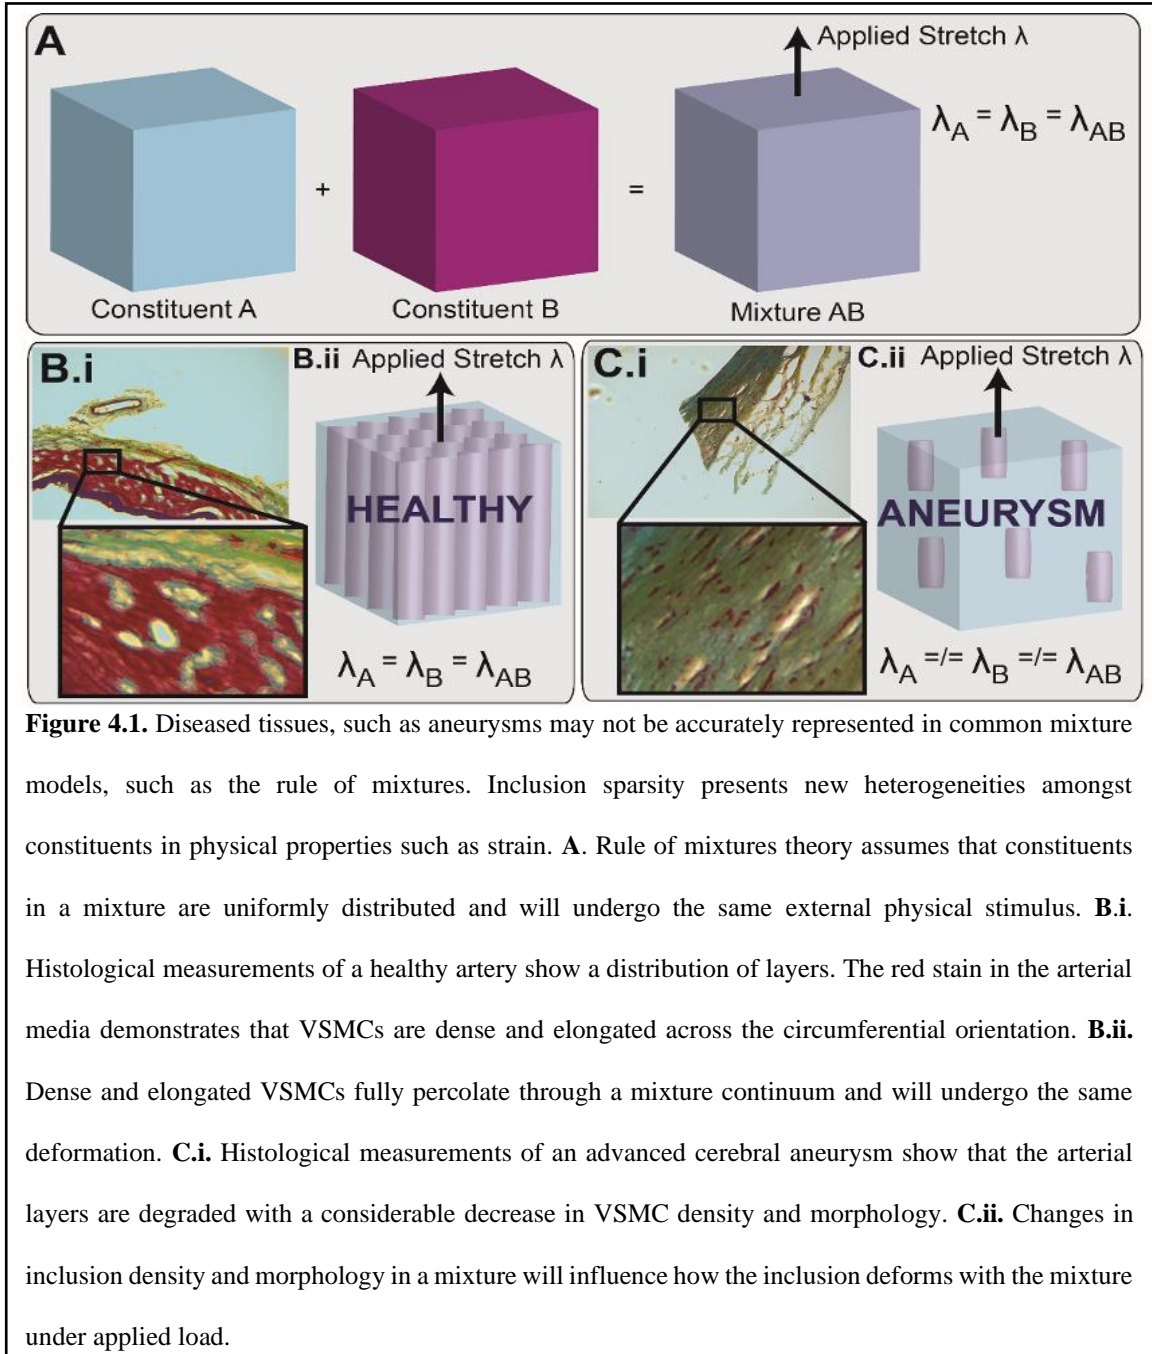 A
Applied Stretch λ
λA = λB = λAB
+
=
Constituent A
Constituent B
Mixture AB
B.i
B.ii Applied Stretch λ
HEALTHY
λA = λB = λAB
C.i
C.ii
Applied Stretch λ
ANEURYSM
λA =/= λB =/= λAB
Figure 4.1. Diseased tissues, such as aneurysms may not be accurately represented in common mixture
models, such as the rule of mixtures. Inclusion sparsity presents new heterogeneities amongst
constituents in physical properties such as strain. A. Rule of mixtures theory assumes that constituents
in a mixture are uniformly distributed and will undergo the same external physical stimulus. B.i.
Histological measurements of a healthy artery show a distribution of layers. The red stain in the arterial
media demonstrates that VSMCs are dense and elongated across the circumferential orientation. B.ii.
Dense and elongated VSMCs fully percolate through a mixture continuum and will undergo the same
deformation. C.i. Histological measurements of an advanced cerebral aneurysm show that the arterial
layers are degraded with a considerable decrease in VSMC density and morphology. C.ii. Changes in
inclusion density and morphology in a mixture will influence how the inclusion deforms with the mixture
under applied load.